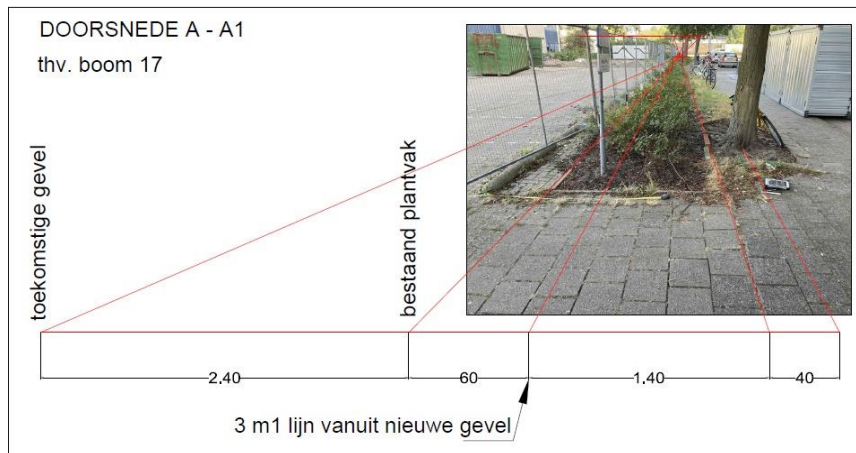 DOORSNEDE A - A1
thv. boom 17
toekomstige gevel
bestaand plantvak
2.40
60
1.40
40
3 m1 lijn vanuit nieuwe gevel